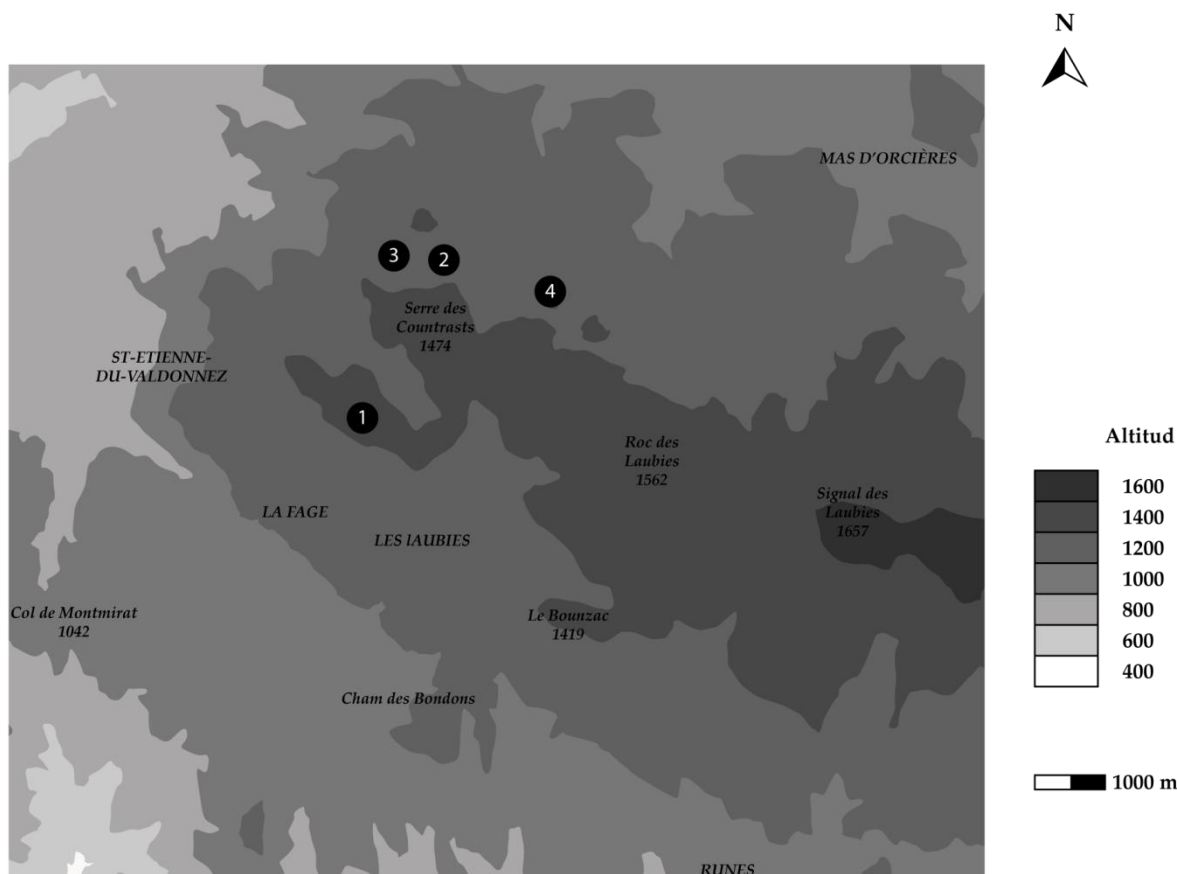 N
MAS D'ORCIÈRES
3
2
4
Serre des
Countrasts
1474
ST-ETIENNE-
DU-VALDONNEZ
1
Roc des
Laubies
1562
Signal des
Laubies
1657
LA FAGE
LES lAUBIES
Col de Montmirat
1042
Le Bounzac
1419
Cham des Bondons
RUNES
Altitud
1600
1400
1200
1000
800
600
400
1000 m